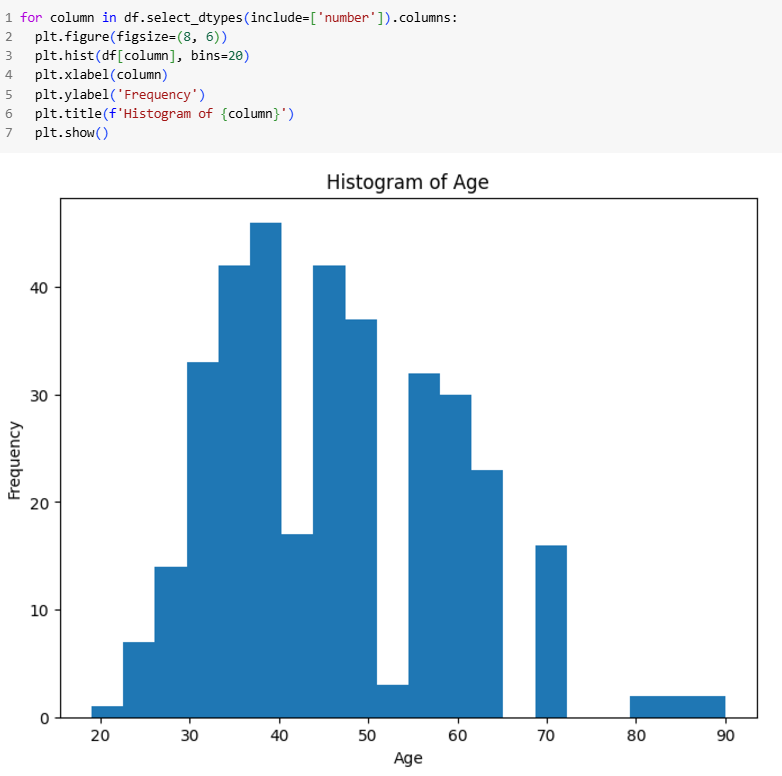 1 for column in df.select_dtypes(include=['number']).columns:
2   plt.figure(figsize=(8, 6))
3   plt.hist(df[column], bins=20)
4   plt.xlabel(column)
5   plt.ylabel('Frequency')
6   plt.title(f'Histogram of {column}')
7   plt.show()
Histogram of Age
40
30
20
10
0
Frequency
20 30 40 50 60 70 80 90
Age